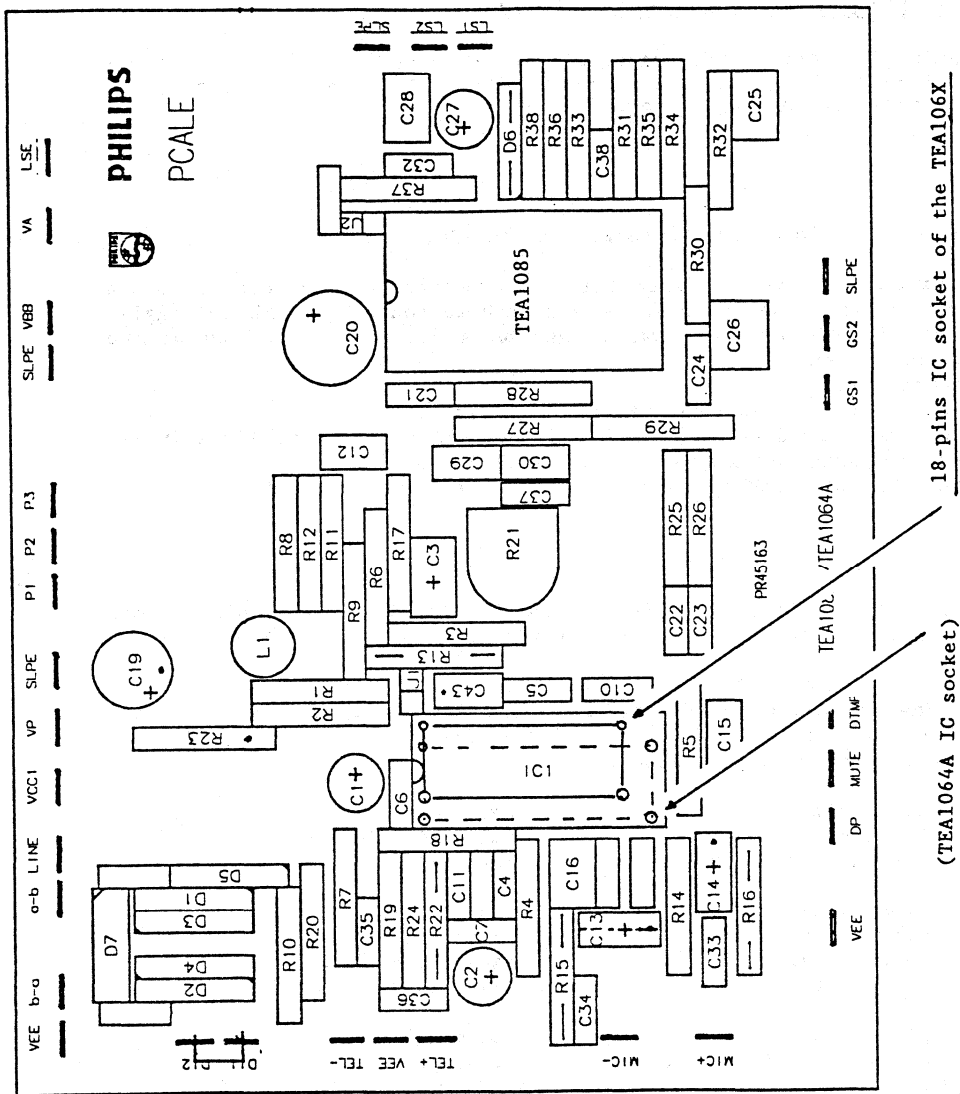 SLPE
LS2
LS1
PHILIPS
PCALE
PHILIPS
LSE
VA
VBB
SLPE
P3
P2
P1
SLPE
VP
VCC1
LINE
a-b
b-a
VEE
C28
C27
+
D6
R38
R36
R33
C38
R31
R35
R34
R32
C25
C32
R37
J2
TEA1085
R30
+
C20
C24
C26
C21
R28
R27
R29
SLPE
GS2
GS1
C12
C29
C30
C37
R8
R12
R11
R9
R6
R17
+ C3
R21
R25
R26
C22
C23
PR45163
/TEA1064A
L1
R3
R13
C19
+
R1
R2
J1
C43
C5
C10
R23
IC1
R5
C15
DTMF
MUTE
DP
C1+
C6
R18
D5
D1
D3
D7
D4
D2
R10
R20
R7
C35
R19
R24
R22
C11
C4
C7
R4
C16
C13
+
R14
C14+
R16
C33
VEE
C2
+
C36
R15
C34
D12
D11
TEL-
VEE
TEL+
MIC-
MIC+
18-pins IC socket of the TEA106X
(TEA1064A IC socket)